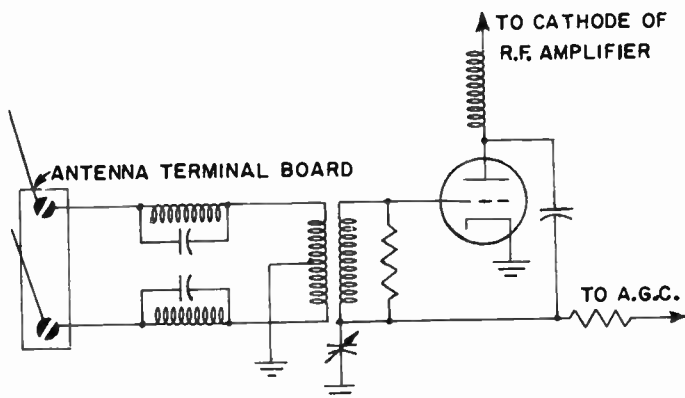 TO CATHODE OF
R.F. AMPLIFIER
ANTENNA TERMINAL BOARD
TO A.G.C.